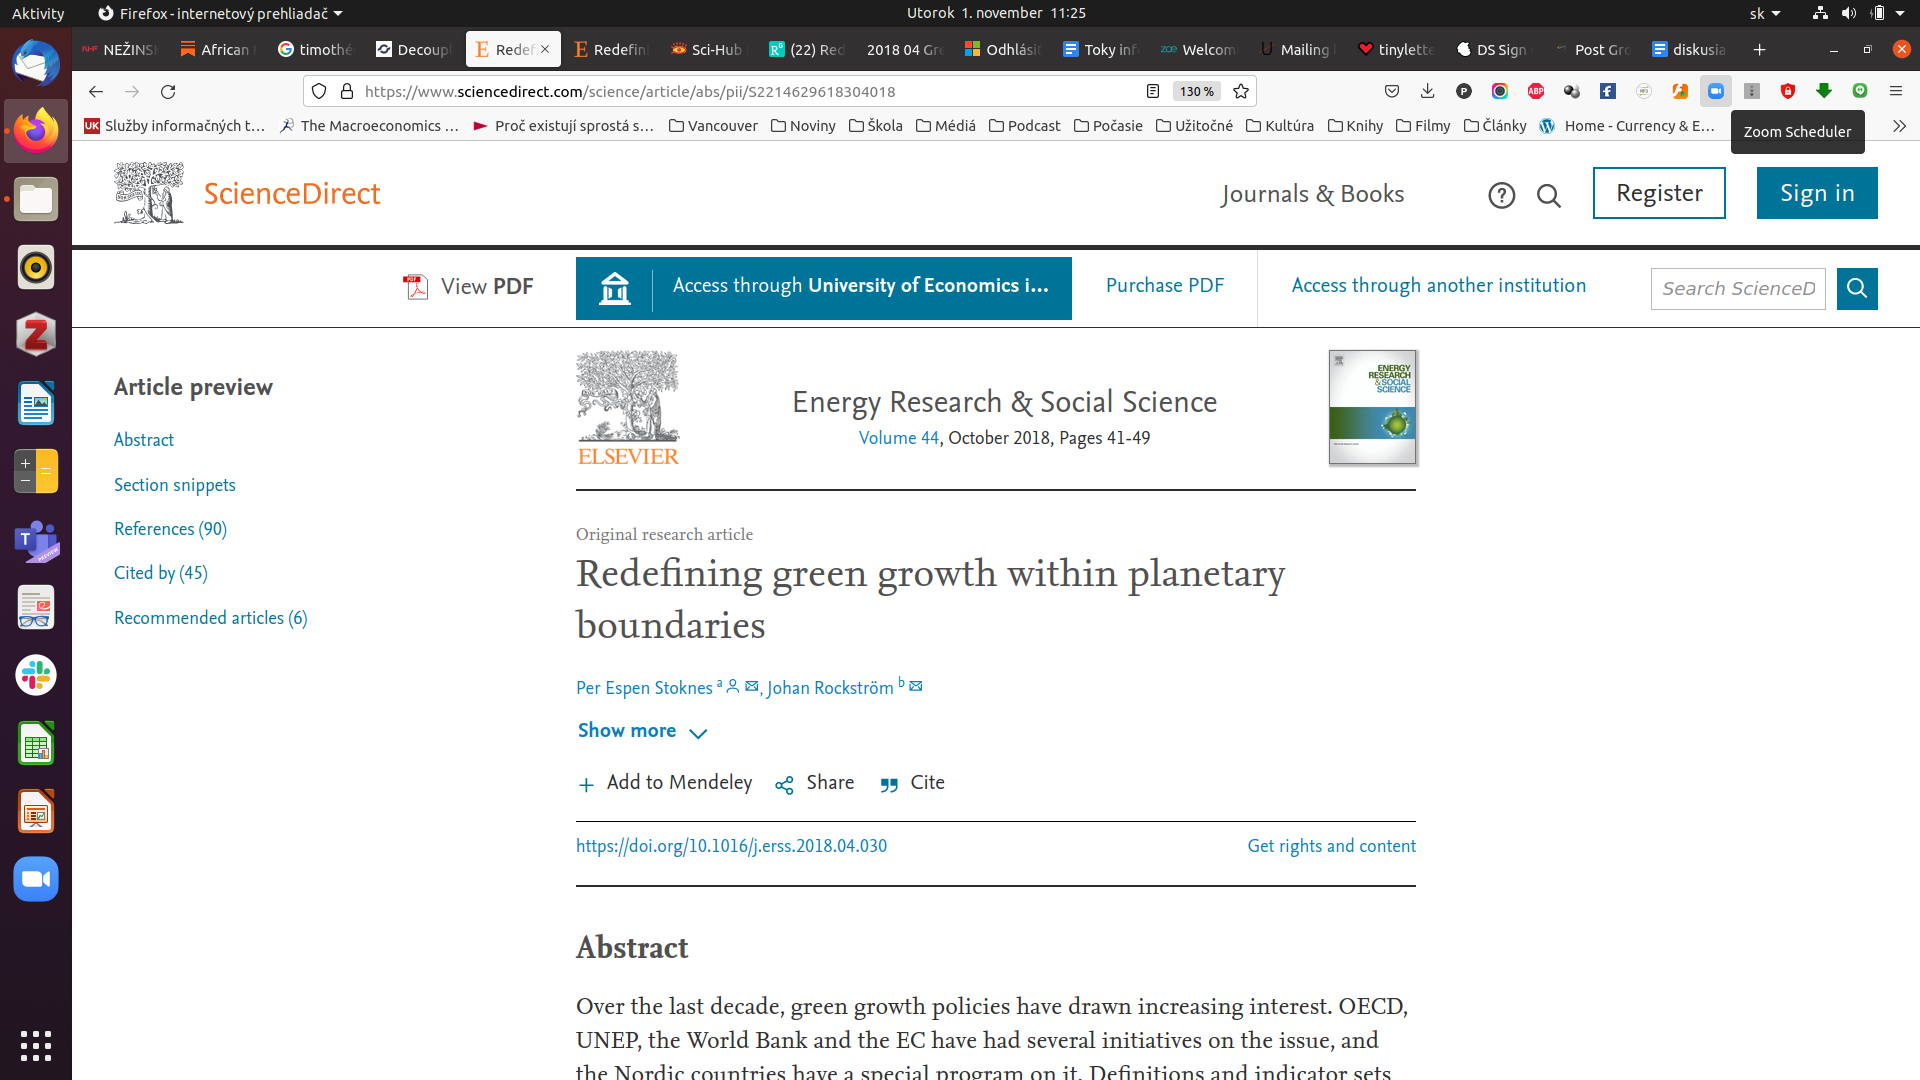 Aktivity
Firefox - internetový prehliadač
Utorok 1. november 11:25
sk
NEŽINS
African
timothé
Decoupl
Redef
Redefini
Sci-Hub
(22) Red
2018 04 Gre
Odhlási
Toky inf
Welcom
Mailing
tinylette
DS Sign
Post Gro
diskusia
https://www.sciencedirect.com/science/article/abs/pii/S2214629618304018
130 %
Služby informačných t…
The Macroeconomics …
Proč existují sprostá s…
Vancouver
Noviny
Škola
Médiá
Podcast
Počasie
Užitočné
Kultúra
Knihy
Filmy
Články
Home - Currency & E…
Zoom Scheduler
ScienceDirect
Journals & Books
Register
Sign in
View PDF
Access through University of Economics i...
Purchase PDF
Access through another institution
Search ScienceD
Article preview
Abstract
Section snippets
References (90)
Cited by (45)
Recommended articles (6)
ELSEVIER
Energy Research & Social Science
Volume 44, October 2018, Pages 41-49
ENERGY
RESEARCH
& SOCIAL
SCIENCE
Original research article
Redefining green growth within planetary
boundaries
Per Espen Stoknes a, Johan Rockström b
Show more
Add to Mendeley
Share
Cite
https://doi.org/10.1016/j.erss.2018.04.030
Get rights and content
Abstract
Over the last decade, green growth policies have drawn increasing interest. OECD,
UNEP, the World Bank and the EC have had several initiatives on the issue, and
the Nordic countries have a special program on it. Definitions and indicator sets